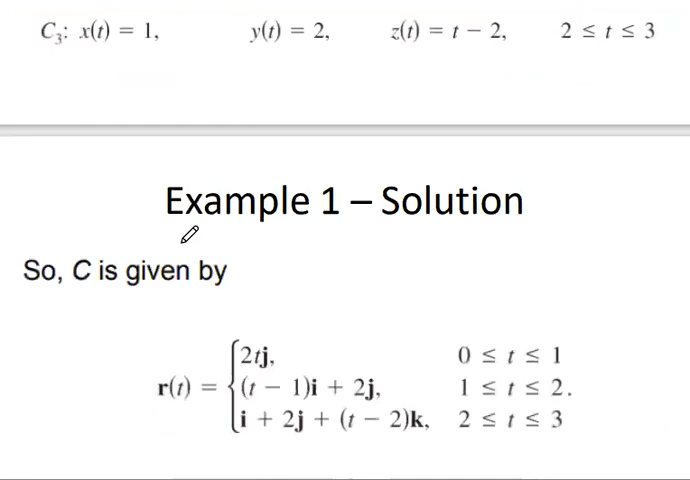 C₃: x(t) = 1, y(t) = 2, z(t) = t − 2, 2 ≤ t ≤ 3
Example 1 – Solution
So, C is given by
2tj, 0 ≤ t ≤ 1
r(t) = { (t − 1)i + 2j, 1 ≤ t ≤ 2.
i + 2j + (t − 2)k, 2 ≤ t ≤ 3